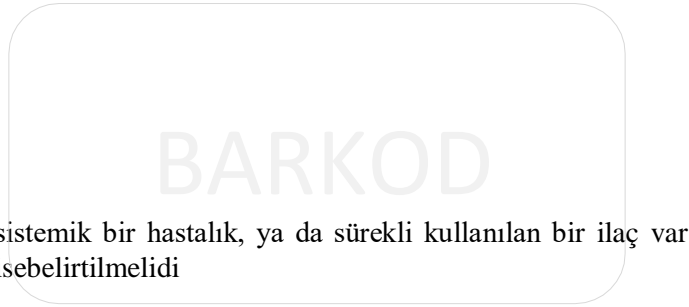 BARKOD
sistemik bir hastalık, ya da sürekli kullanılan bir ilaç var
sebelirtilmelidi